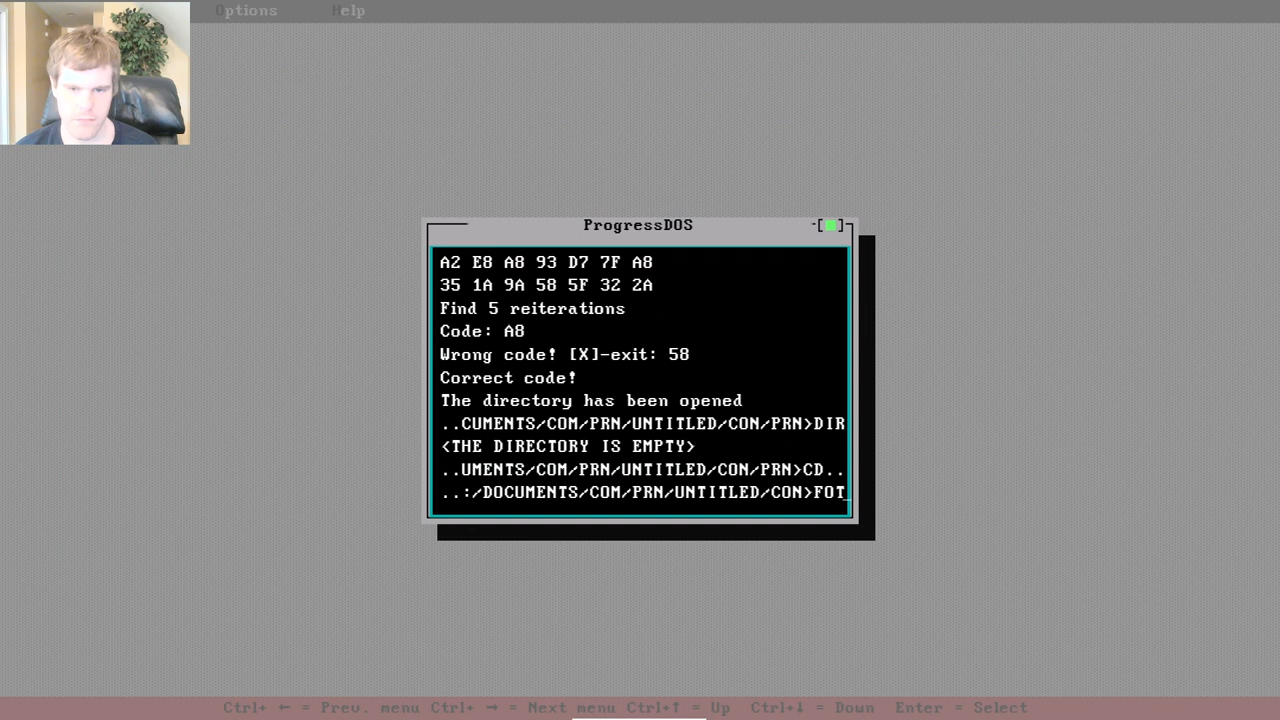 Options Help
ProgressDOS
A2 E8 A8 93 D7 7F A8
35 1A 9A 58 5F 32 2A
Find 5 reiterations
Code: A8
Wrong code! [X]-exit: 58
Correct code!
The directory has been opened
..CUMENTS/COM/PRN/UNTITLED/CON/PRN>DIR
<THE DIRECTORY IS EMPTY>
..UMENTS/COM/PRN/UNTITLED/CON/PRN>CD..
..:/DOCUMENTS/COM/PRN/UNTITLED/CON>FOT_
Ctrl+ ← = Prev. menu Ctrl+ → = Next menu Ctrl+↑ = Up Ctrl+↓ = Down Enter = Select